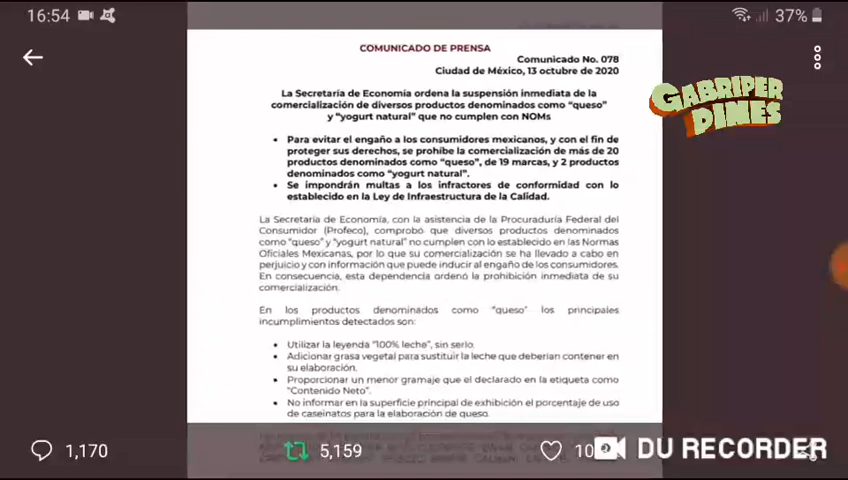 16:54
37%
COMUNICADO DE PRENSA
Comunicado No. 078
Ciudad de México, 13 octubre de 2020
GABRIPER
DIMES
La Secretaría de Economía ordena la suspensión inmediata de la
comercialización de diversos productos denominados como “queso”
y “yogurt natural” que no cumplen con NOMs
• Para evitar el engaño a los consumidores mexicanos, y con el fin de
proteger sus derechos, se prohíbe la comercialización de más de 20
productos denominados como “queso”, de 19 marcas, y 2 productos
denominados como “yogurt natural”.
• Se impondrán multas a los infractores de conformidad con lo
establecido en la Ley de Infraestructura de la Calidad.
La Secretaría de Economía, con la asistencia de la Procuraduría Federal del
Consumidor (Profeco), comprobó que diversos productos denominados
como “queso” y “yogurt natural” no cumplen con lo establecido en las Normas
Oficiales Mexicanas, por lo que su comercialización se ha llevado a cabo en
perjuicio y con información que puede inducir al engaño de los consumidores.
En consecuencia, esta dependencia ordenó la prohibición inmediata de su
comercialización.
En los productos denominados como “queso” los principales
incumplimientos detectados son:
• Utilizar la leyenda “100% leche”, sin serlo.
• Adicionar grasa vegetal para sustituir la leche que deberían contener en
su elaboración.
• Proporcionar un menor gramaje que el declarado en la etiqueta como
“Contenido Neto”.
• No informar en la superficie principal de exhibición el porcentaje de uso
de caseinatos para la elaboración de queso.
1,170
5,159
DU RECORDER